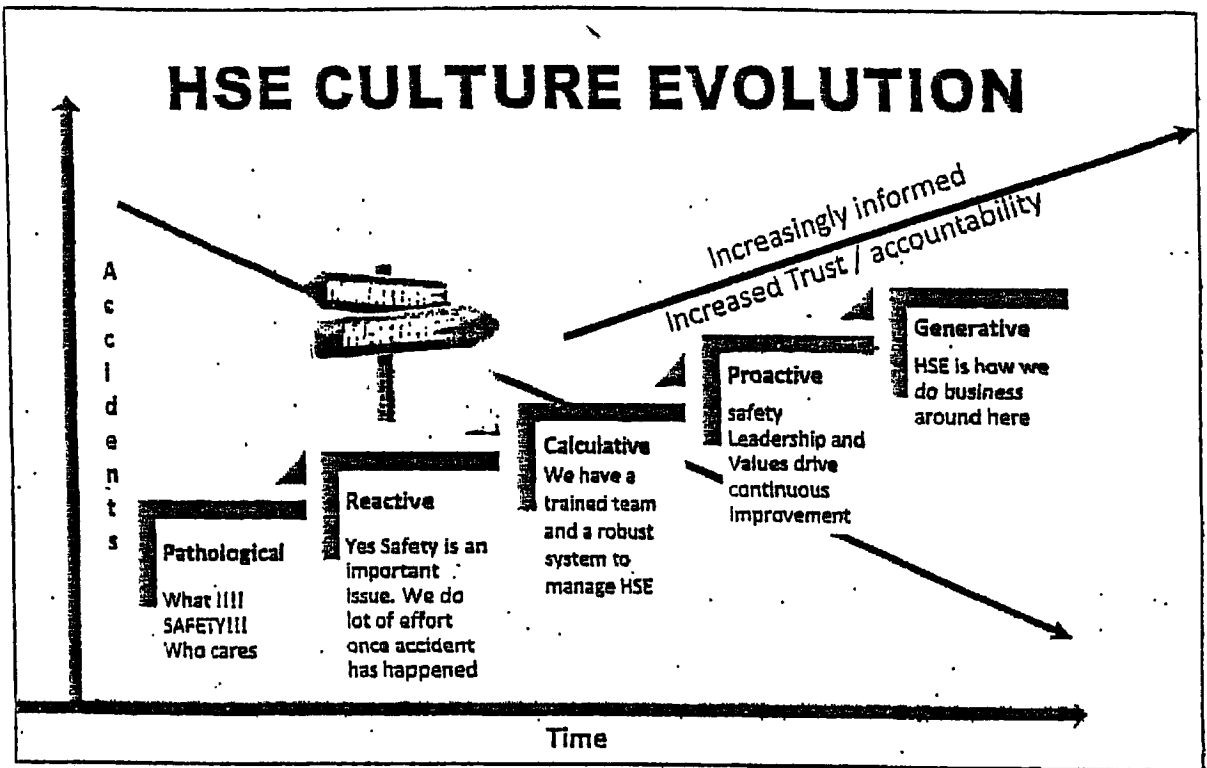 HSE CULTURE EVOLUTION
Accidents
Increasingly informed
Increased Trust / accountability
Pathological
What !!!!
SAFETY!!!
Who cares
Reactive
Yes Safety is an
important
issue. We do
lot of effort
once accident
has happened
Calculative
We have a
trained team
and a robust
system to
manage HSE
Proactive
safety
Leadership and
Values drive
continuous
improvement
Generative
HSE is how we
do business
around here
Time